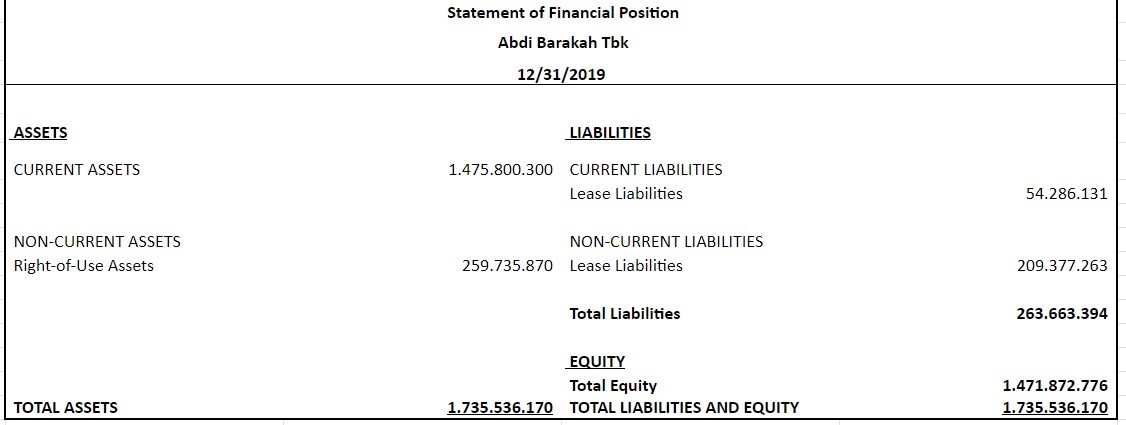 Statement of Financial Position
Abdi Barakah Tbk
12/31/2019
ASSETS LIABILITIES
CURRENT ASSETS 1.475.800.300 CURRENT LIABILITIES
Lease Liabilities 54.286.131
NON-CURRENT ASSETS NON-CURRENT LIABILITIES
Right-of-Use Assets 259.735.870 Lease Liabilities 209.377.263
Total Liabilities 263.663.394
EQUITY
Total Equity 1.471.872.776
TOTAL ASSETS 1.735.536.170 TOTAL LIABILITIES AND EQUITY 1.735.536.170